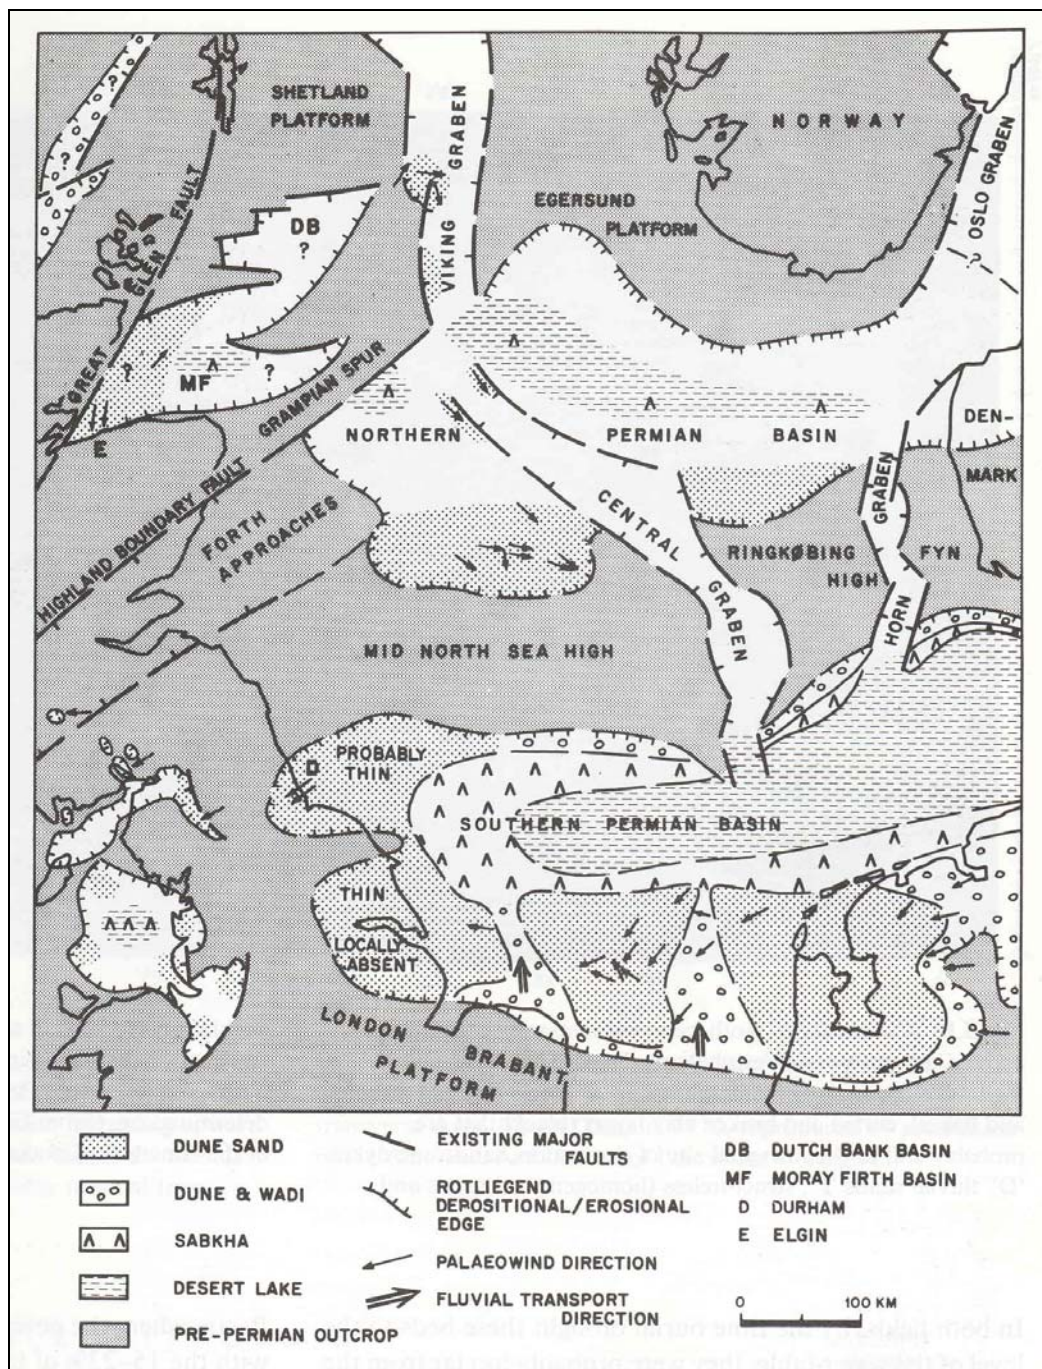 SHETLAND
PLATFORM
VIKING GRABEN
NORWAY
OSLO GRABEN
?
EGERSUND
PLATFORM
?
?
DB
?
GREAT GLEN FAULT
?
MF
?
E
GRAMPIAN SPUR
NORTHERN PERMIAN BASIN
DEN-
MARK
HIGHLAND BOUNDARY FAULT
FORTH
APPROACHES
CENTRAL GRABEN
RINGKØBING
HIGH
FYN
HORN GRABEN
MID NORTH SEA HIGH
PROBABLY
THIN
D
SOUTHERN PERMIAN BASIN
THIN
LOCALLY
ABSENT
LONDON BRABANT
PLATFORM
DUNE SAND
DUNE & WADI
SABKHA
DESERT LAKE
PRE-PERMIAN OUTCROP
EXISTING MAJOR
FAULTS
ROTLIEGEND
DEPOSITIONAL/EROSIONAL
EDGE
PALAEOWIND DIRECTION
FLUVIAL TRANSPORT
DIRECTION
DB DUTCH BANK BASIN
MF MORAY FIRTH BASIN
D DURHAM
E ELGIN
0 100 KM